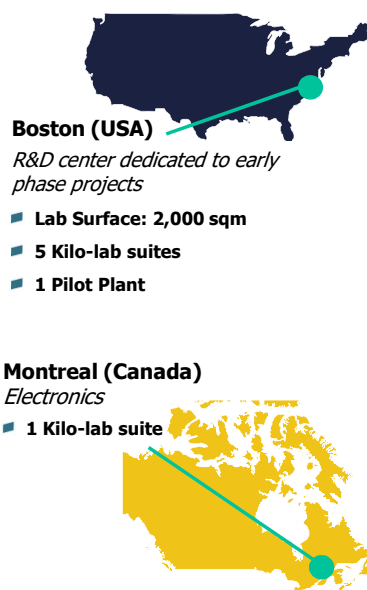 Boston (USA)
R&D center dedicated to early
phase projects
Lab Surface: 2,000 sqm
5 Kilo-lab suites
1 Pilot Plant
Montreal (Canada)
Electronics
1 Kilo-lab suite